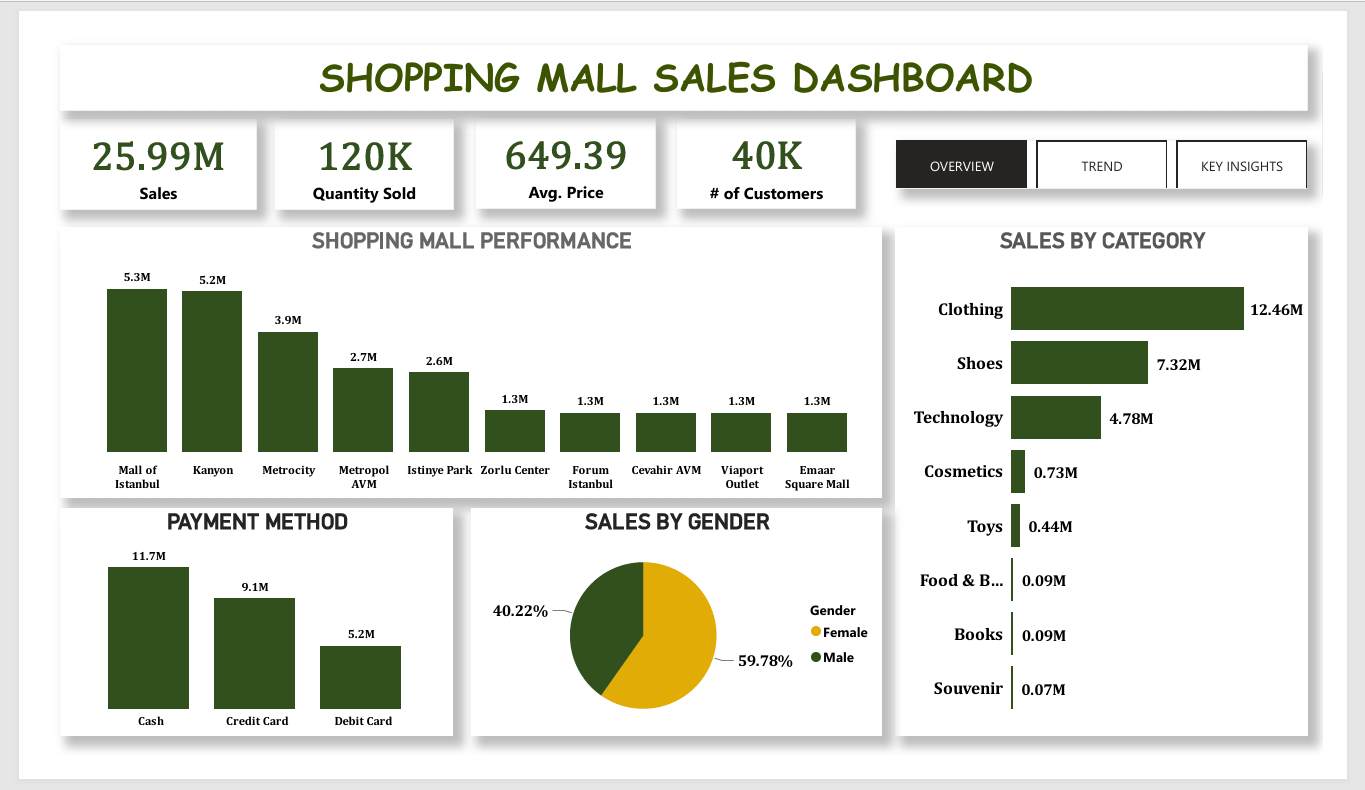 SHOPPING MALL SALES DASHBOARD
25.99M
Sales
120K
Quantity Sold
649.39
Avg. Price
40K
# of Customers
OVERVIEW
TREND
KEY INSIGHTS
SHOPPING MALL PERFORMANCE
5.3M
5.2M
3.9M
2.7M
2.6M
1.3M
1.3M
1.3M
1.3M
1.3M
Mall of
Istanbul
Kanyon
Metrocity
Metropol
AVM
Istinye Park
Zorlu Center
Forum
Istanbul
Cevahir AVM
Viaport
Outlet
Emaar
Square Mall
SALES BY CATEGORY
Clothing 12.46M
Shoes 7.32M
Technology 4.78M
Cosmetics 0.73M
Toys 0.44M
Food & B... 0.09M
Books 0.09M
Souvenir 0.07M
PAYMENT METHOD
11.7M
9.1M
5.2M
Cash
Credit Card
Debit Card
SALES BY GENDER
40.22%
59.78%
Gender
Female
Male